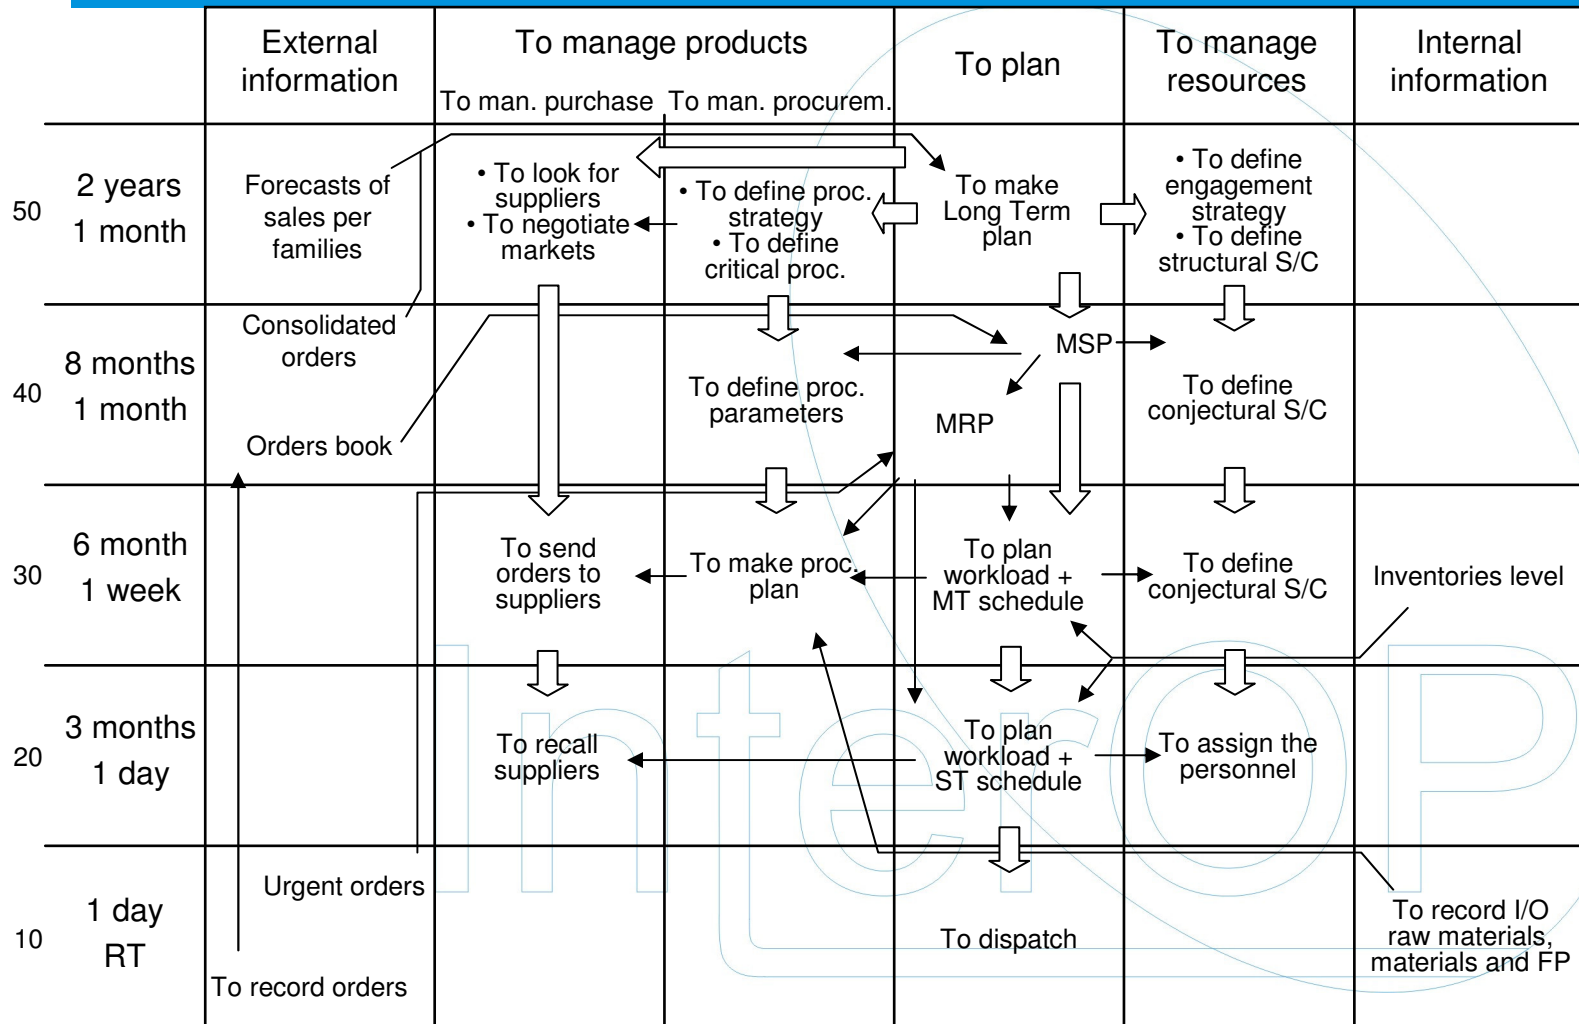 External
information
To manage products
To plan
To manage
resources
Internal
information
To man. purchase
To man. procurem.
50
2 years
1 month
Forecasts of
sales per
families
• To look for
suppliers
• To negotiate
markets
• To define proc.
strategy
• To define
critical proc.
To make
Long Term
plan
• To define
engagement
strategy
• To define
structural S/C
40
8 months
1 month
Consolidated
orders
Orders book
To define proc.
parameters
MSP
MRP
To define
conjectural S/C
30
6 month
1 week
To send
orders to
suppliers
To make proc.
plan
To plan
workload +
MT schedule
To define
conjectural S/C
Inventories level
20
3 months
1 day
To recall
suppliers
To plan
workload +
ST schedule
To assign the
personnel
10
1 day
RT
Urgent orders
To record orders
To dispatch
To record I/O
raw materials,
materials and FP
InterOP